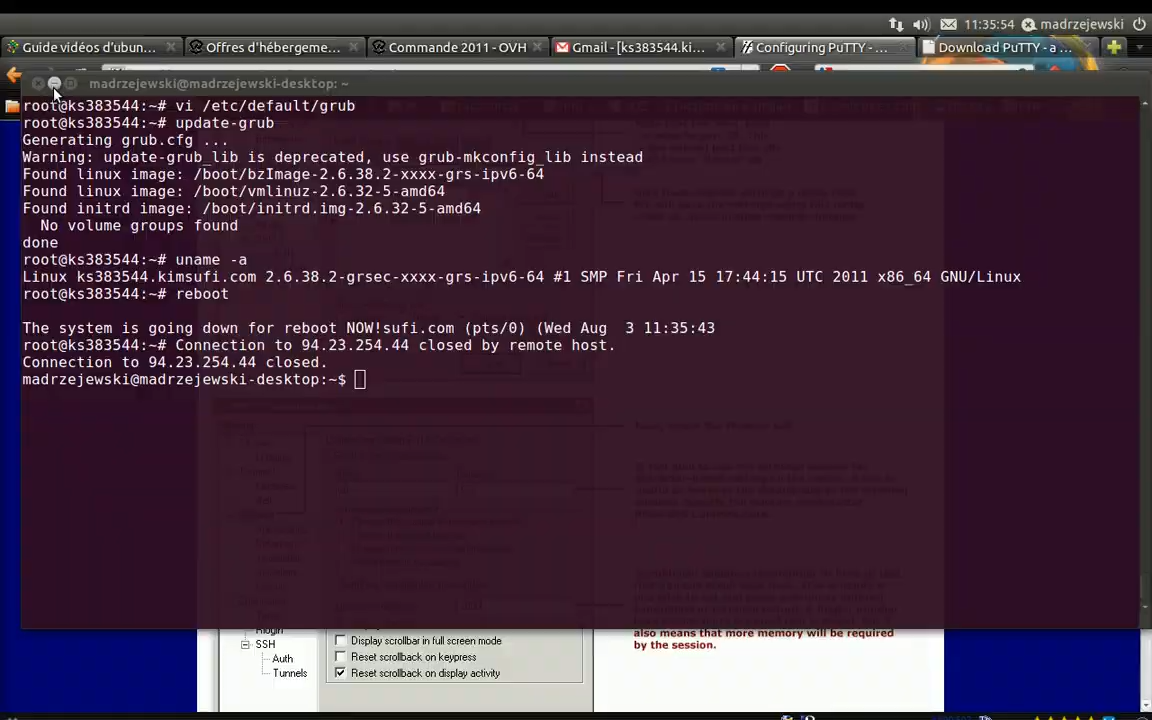 11:35:54 madrzejewski
Guide vidéos d'ubun... Offres d'hébergeme... Commande 2011 - OVH Gmail - [ks383544.ki... Configuring PuTTY - ... Download PuTTY - a ...
madrzejewski@madrzejewski-desktop: ~
root@ks383544:~# vi /etc/default/grub
root@ks383544:~# update-grub
Generating grub.cfg ...
Warning: update-grub_lib is deprecated, use grub-mkconfig_lib instead
Found linux image: /boot/bzImage-2.6.38.2-xxxx-grs-ipv6-64
Found linux image: /boot/vmlinuz-2.6.32-5-amd64
Found initrd image: /boot/initrd.img-2.6.32-5-amd64
No volume groups found
done
root@ks383544:~# uname -a
Linux ks383544.kimsufi.com 2.6.38.2-grsec-xxxx-grs-ipv6-64 #1 SMP Fri Apr 15 17:44:15 UTC 2011 x86_64 GNU/Linux
root@ks383544:~# reboot
The system is going down for reboot NOW!sufi.com (pts/0) (Wed Aug  3 11:35:43
root@ks383544:~# Connection to 94.23.254.44 closed by remote host.
Connection to 94.23.254.44 closed.
madrzejewski@madrzejewski-desktop:~$
also means that more memory will be required
by the session.
SSH
Auth
Tunnels
Display scrollbar in full screen mode
Reset scrollback on keypress
Reset scrollback on display activity